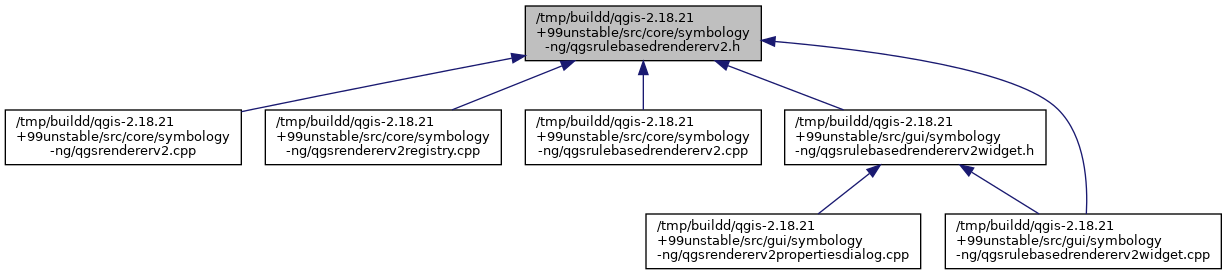 /tmp/buildd/qgis-2.18.21
+99unstable/src/core/symbology
-ng/qgsrulebasedrendererv2.h
/tmp/buildd/qgis-2.18.21
+99unstable/src/core/symbology
-ng/qgsrendererv2.cpp
/tmp/buildd/qgis-2.18.21
+99unstable/src/core/symbology
-ng/qgsrendererv2registry.cpp
/tmp/buildd/qgis-2.18.21
+99unstable/src/core/symbology
-ng/qgsrulebasedrendererv2.cpp
/tmp/buildd/qgis-2.18.21
+99unstable/src/gui/symbology
-ng/qgsrulebasedrendererv2widget.h
/tmp/buildd/qgis-2.18.21
+99unstable/src/gui/symbology
-ng/qgsrendererv2propertiesdialog.cpp
/tmp/buildd/qgis-2.18.21
+99unstable/src/gui/symbology
-ng/qgsrulebasedrendererv2widget.cpp